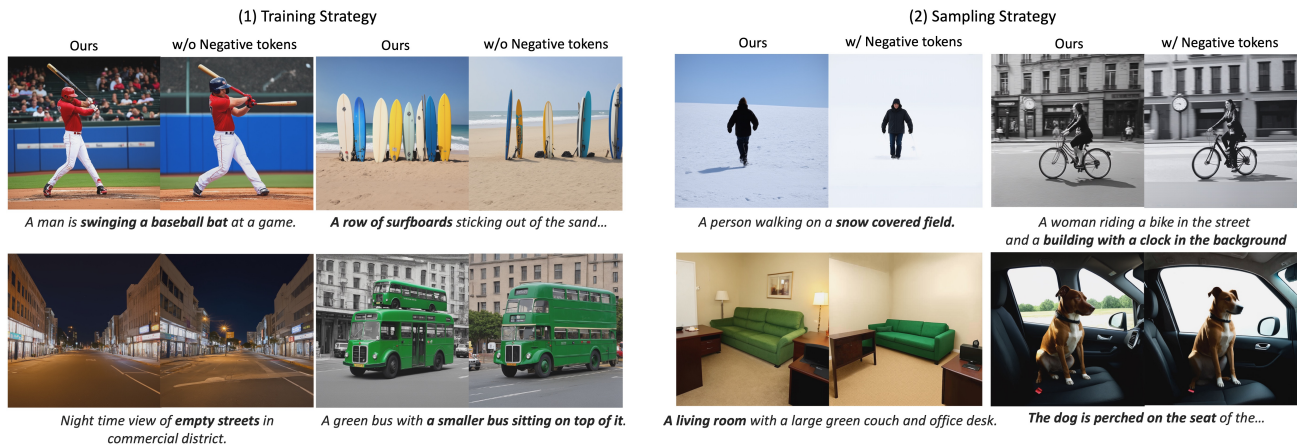 (1) Training Strategy
Ours
w/o Negative tokens
Ours
w/o Negative tokens
A man is swinging a baseball bat at a game.
A row of surfboards sticking out of the sand...
Night time view of empty streets in
commercial district.
A green bus with a smaller bus sitting on top of it.
(2) Sampling Strategy
Ours
w/ Negative tokens
Ours
w/ Negative tokens
A person walking on a snow covered field.
A woman riding a bike in the street
and a building with a clock in the background
A living room with a large green couch and office desk.
The dog is perched on the seat of the...